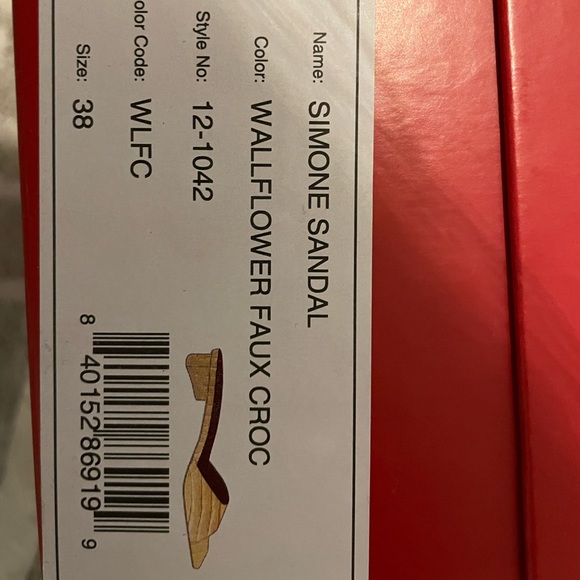 Name: SIMONE SANDAL
Color: WALLFLOWER FAUX CROC
Style No: 12-1042
olor Code: WLFC
Size: 38
8 40152 86919 9